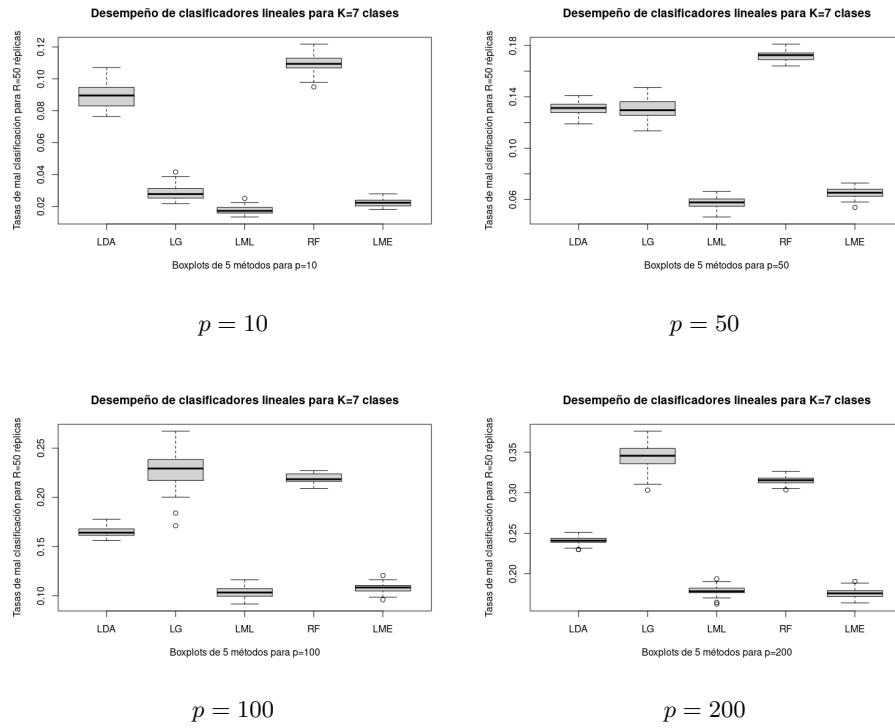 Desempeño de clasificadores lineales para K=7 clases
Tasas de mal clasificación para R=50 réplicas
0.12
0.10
0.08
0.06
0.04
0.02
LDA LG LML RF LME
Boxplots de 5 métodos para p=10
p = 10
Desempeño de clasificadores lineales para K=7 clases
Tasas de mal clasificación para R=50 réplicas
0.18
0.14
0.10
0.06
LDA LG LML RF LME
Boxplots de 5 métodos para p=50
p = 50
Desempeño de clasificadores lineales para K=7 clases
Tasas de mal clasificación para R=50 réplicas
0.25
0.20
0.15
0.10
LDA LG LML RF LME
Boxplots de 5 métodos para p=100
p = 100
Desempeño de clasificadores lineales para K=7 clases
Tasas de mal clasificación para R=50 réplicas
0.35
0.30
0.25
0.20
LDA LG LML RF LME
Boxplots de 5 métodos para p=200
p = 200